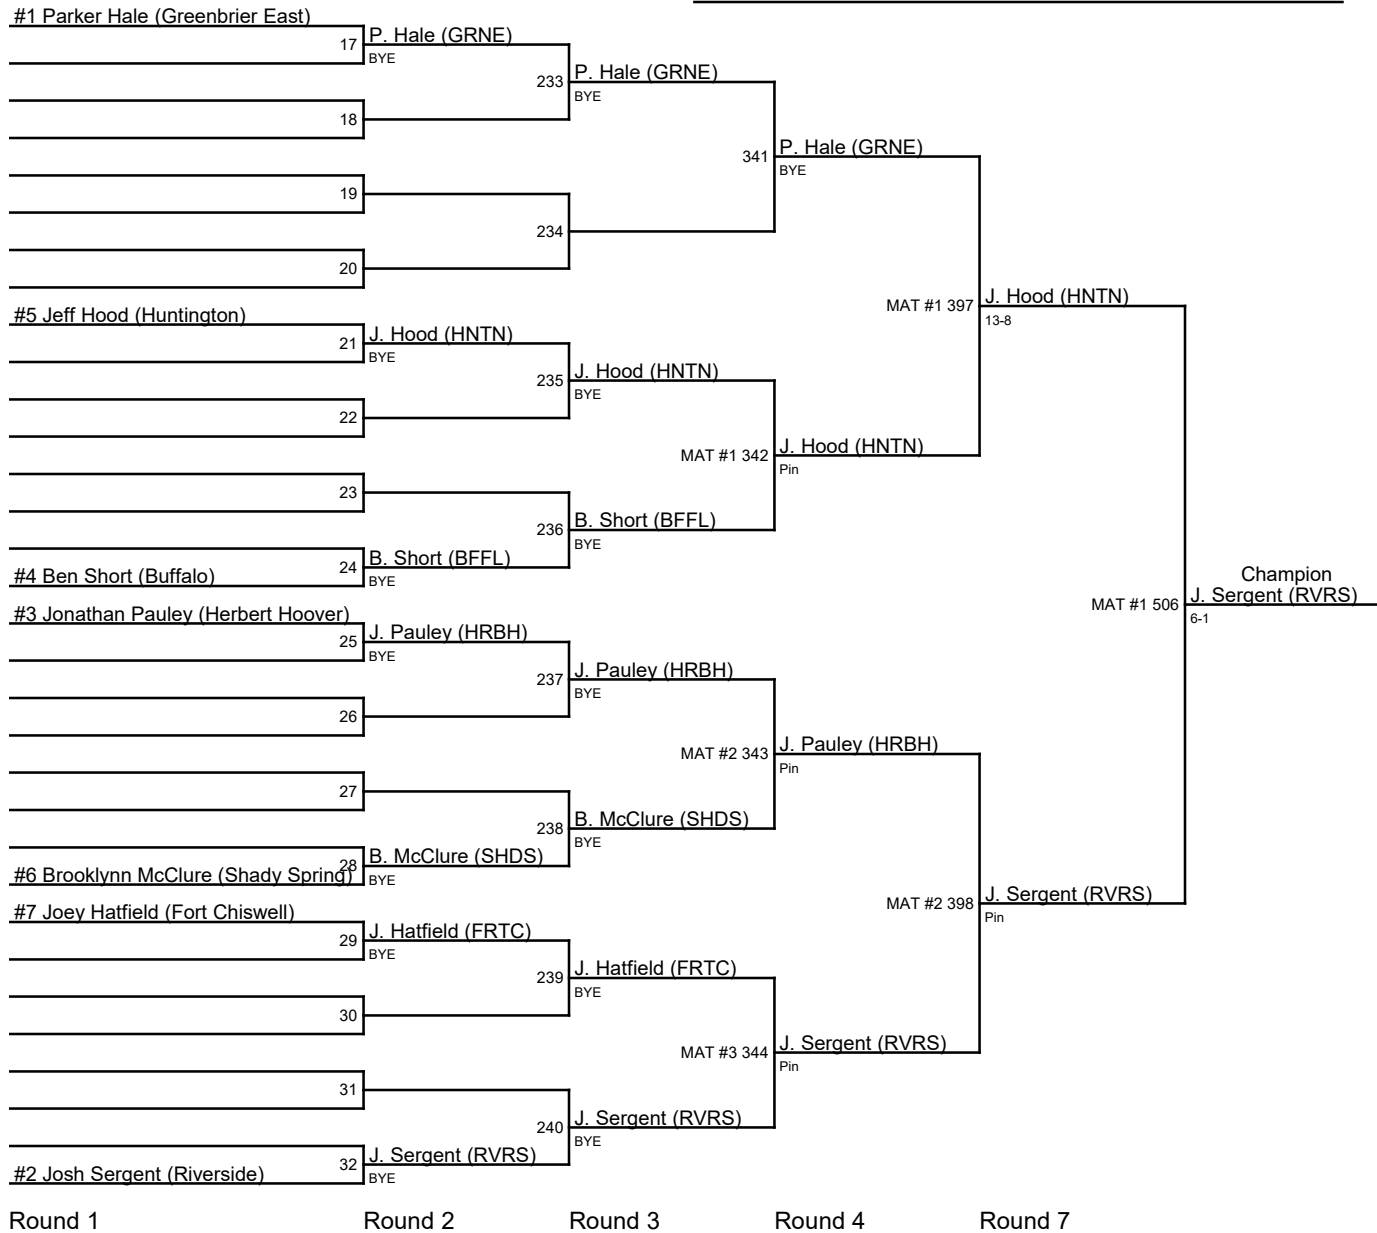 #1 Parker Hale (Greenbrier East)
17 P. Hale (GRNE)
BYE
233 P. Hale (GRNE)
BYE
18
341 P. Hale (GRNE)
BYE
19
234
20
MAT #1 397 J. Hood (HNTN)
13-8
#5 Jeff Hood (Huntington)
21 J. Hood (HNTN)
BYE
235 J. Hood (HNTN)
BYE
22
MAT #1 342 J. Hood (HNTN)
Pin
23
236 B. Short (BFFL)
BYE
24 B. Short (BFFL)
BYE
#4 Ben Short (Buffalo)
Champion
MAT #1 506 J. Sergent (RVRS)
6-1
#3 Jonathan Pauley (Herbert Hoover)
25 J. Pauley (HRBH)
BYE
237 J. Pauley (HRBH)
BYE
26
MAT #2 343 J. Pauley (HRBH)
Pin
27
238 B. McClure (SHDS)
BYE
28 B. McClure (SHDS)
BYE
#6 Brooklynn McClure (Shady Spring)
MAT #2 398 J. Sergent (RVRS)
Pin
#7 Joey Hatfield (Fort Chiswell)
29 J. Hatfield (FRTC)
BYE
239 J. Hatfield (FRTC)
BYE
30
MAT #3 344 J. Sergent (RVRS)
Pin
31
240 J. Sergent (RVRS)
BYE
32 J. Sergent (RVRS)
BYE
#2 Josh Sergent (Riverside)
Round 1 Round 2 Round 3 Round 4 Round 7